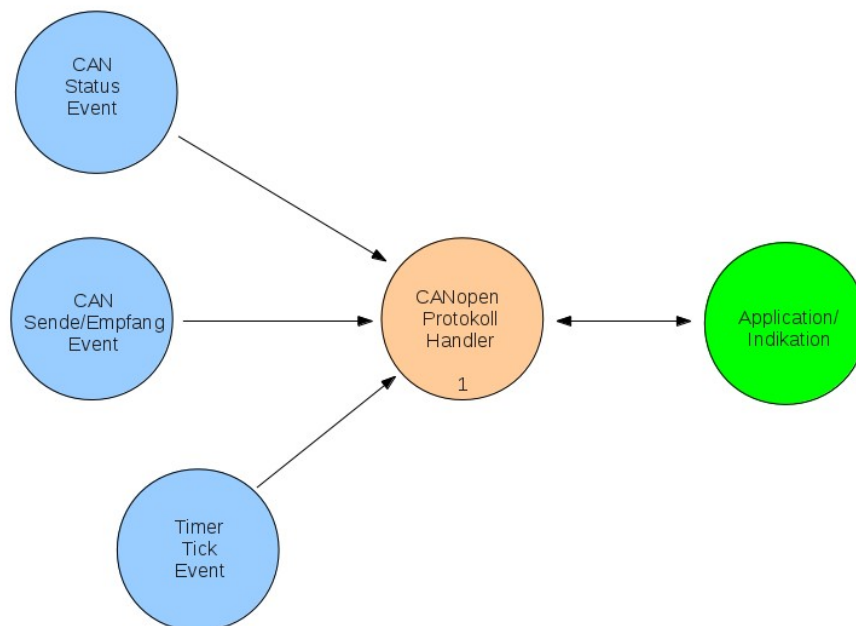 CAN
Status
Event
CAN
Sende/Empfang
Event
CANopen
Protokoll
Handler
1
Application/
Indikation
Timer
Tick
Event